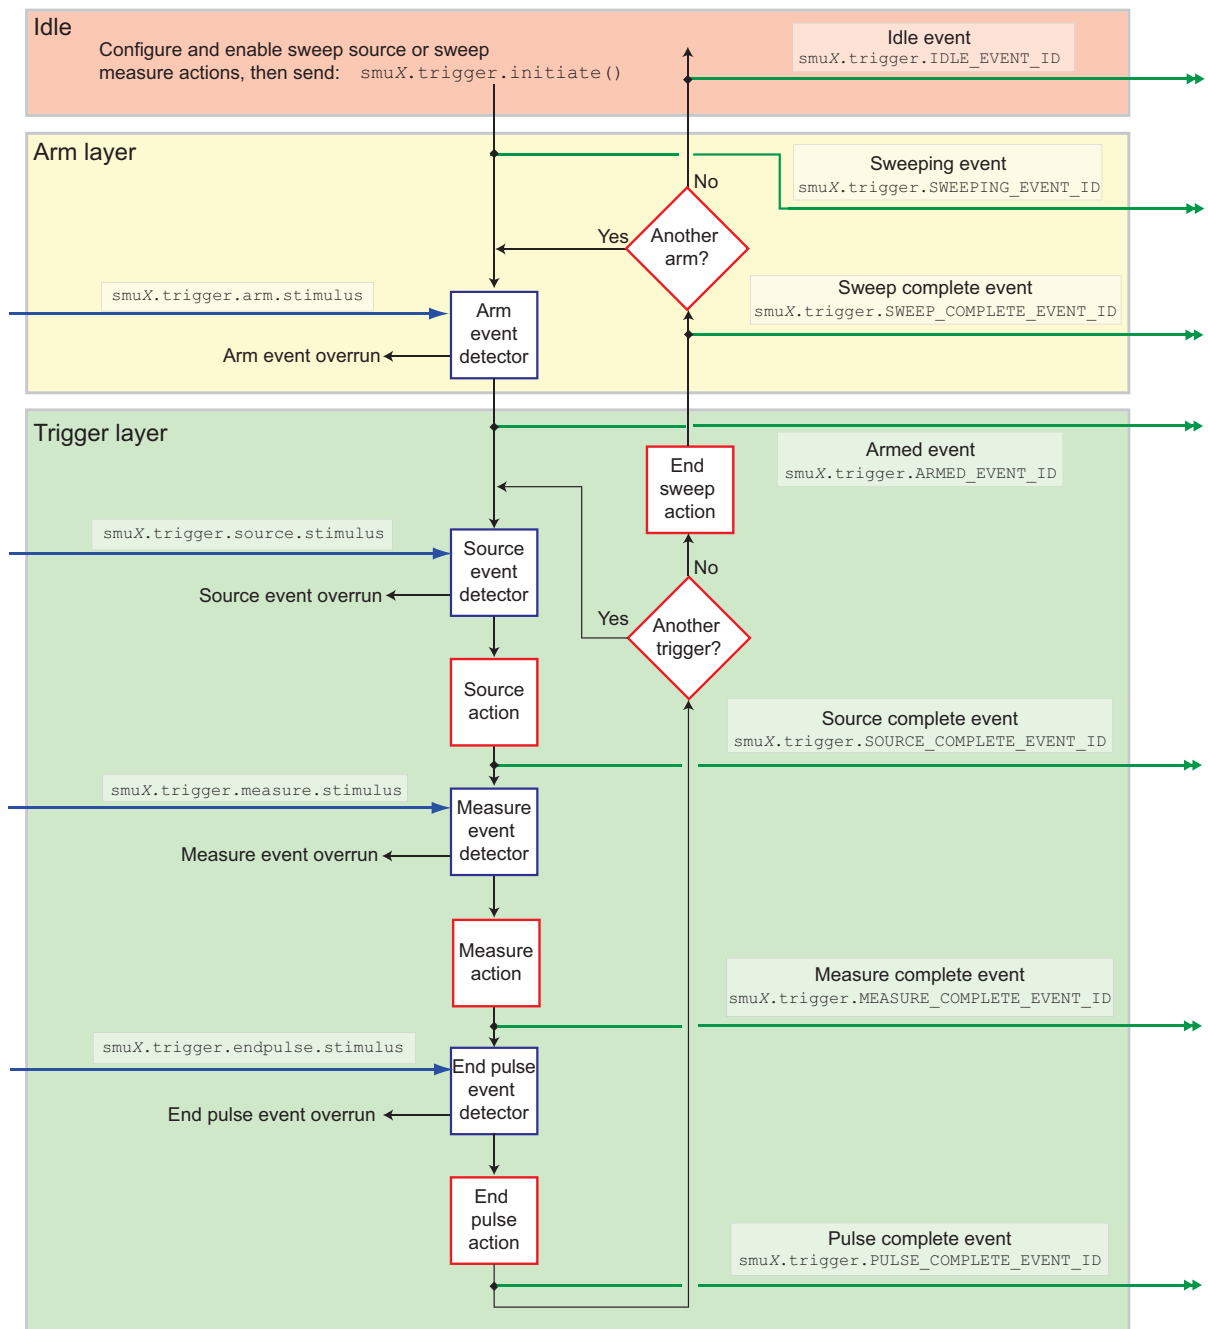 Idle
Configure and enable sweep source or sweep
measure actions, then send: smuX.trigger.initiate()
Idle event
smuX.trigger.IDLE_EVENT_ID
Arm layer
Sweeping event
smuX.trigger.SWEEPING_EVENT_ID
No
Yes
Another
arm?
smuX.trigger.arm.stimulus
Arm
event
detector
Arm event overrun
Sweep complete event
smuX.trigger.SWEEP_COMPLETE_EVENT_ID
Trigger layer
Armed event
smuX.trigger.ARMED_EVENT_ID
End
sweep
action
smuX.trigger.source.stimulus
Source
event
detector
Source event overrun
No
Yes
Another
trigger?
Source
action
Source complete event
smuX.trigger.SOURCE_COMPLETE_EVENT_ID
smuX.trigger.measure.stimulus
Measure
event
detector
Measure event overrun
Measure
action
Measure complete event
smuX.trigger.MEASURE_COMPLETE_EVENT_ID
smuX.trigger.endpulse.stimulus
End pulse
event
detector
End pulse event overrun
End
pulse
action
Pulse complete event
smuX.trigger.PULSE_COMPLETE_EVENT_ID